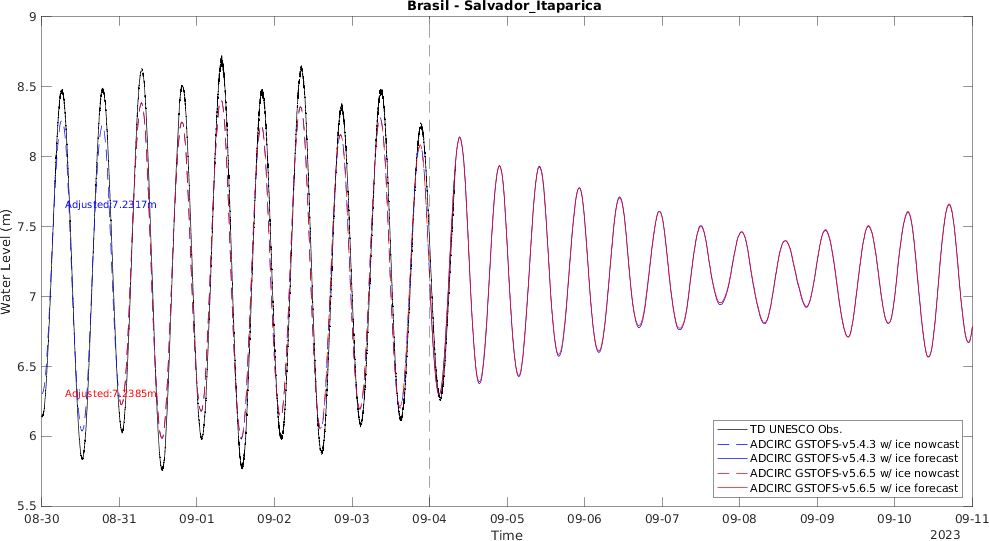 Brasil - Salvador_Itaparica
9
8.5
8
7.5
7
6.5
6
5.5
Water Level (m)
Adjusted:7.2317m
Adjusted:7.2385m
TD UNESCO Obs.
ADCIRC GSTOFS-v5.4.3 w/ ice nowcast
ADCIRC GSTOFS-v5.4.3 w/ ice forecast
ADCIRC GSTOFS-v5.6.5 w/ ice nowcast
ADCIRC GSTOFS-v5.6.5 w/ ice forecast
08-30 08-31 09-01 09-02 09-03 09-04 09-05 09-06 09-07 09-08 09-09 09-10 09-11
Time
2023